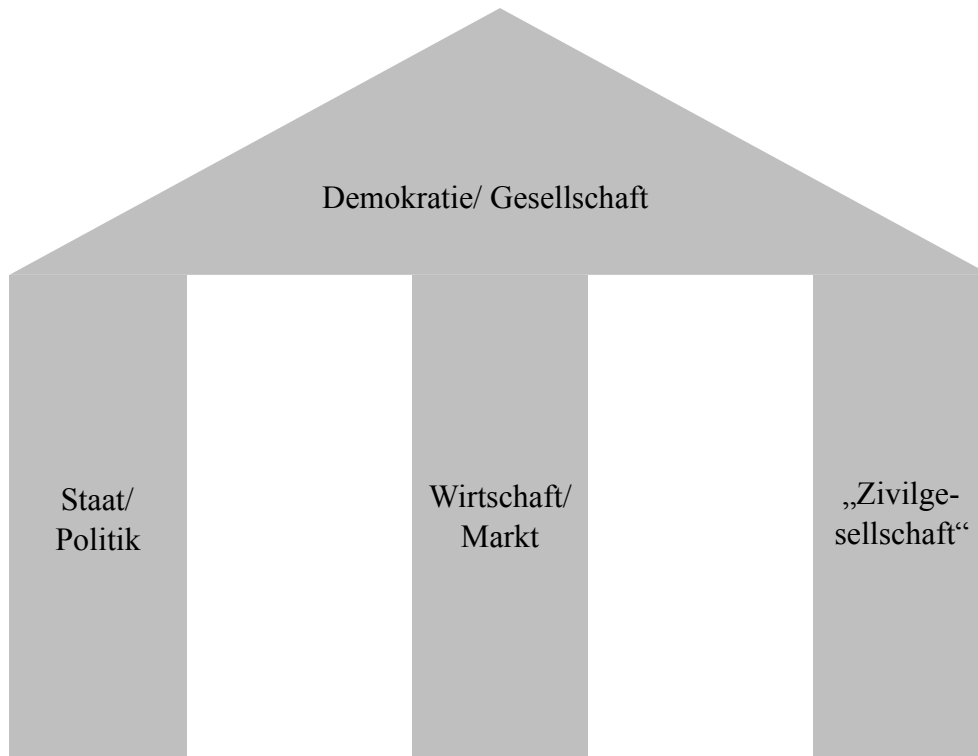 Demokratie/ Gesellschaft
Staat/
Politik
Wirtschaft/
Markt
„Zivilge-
sellschaft“